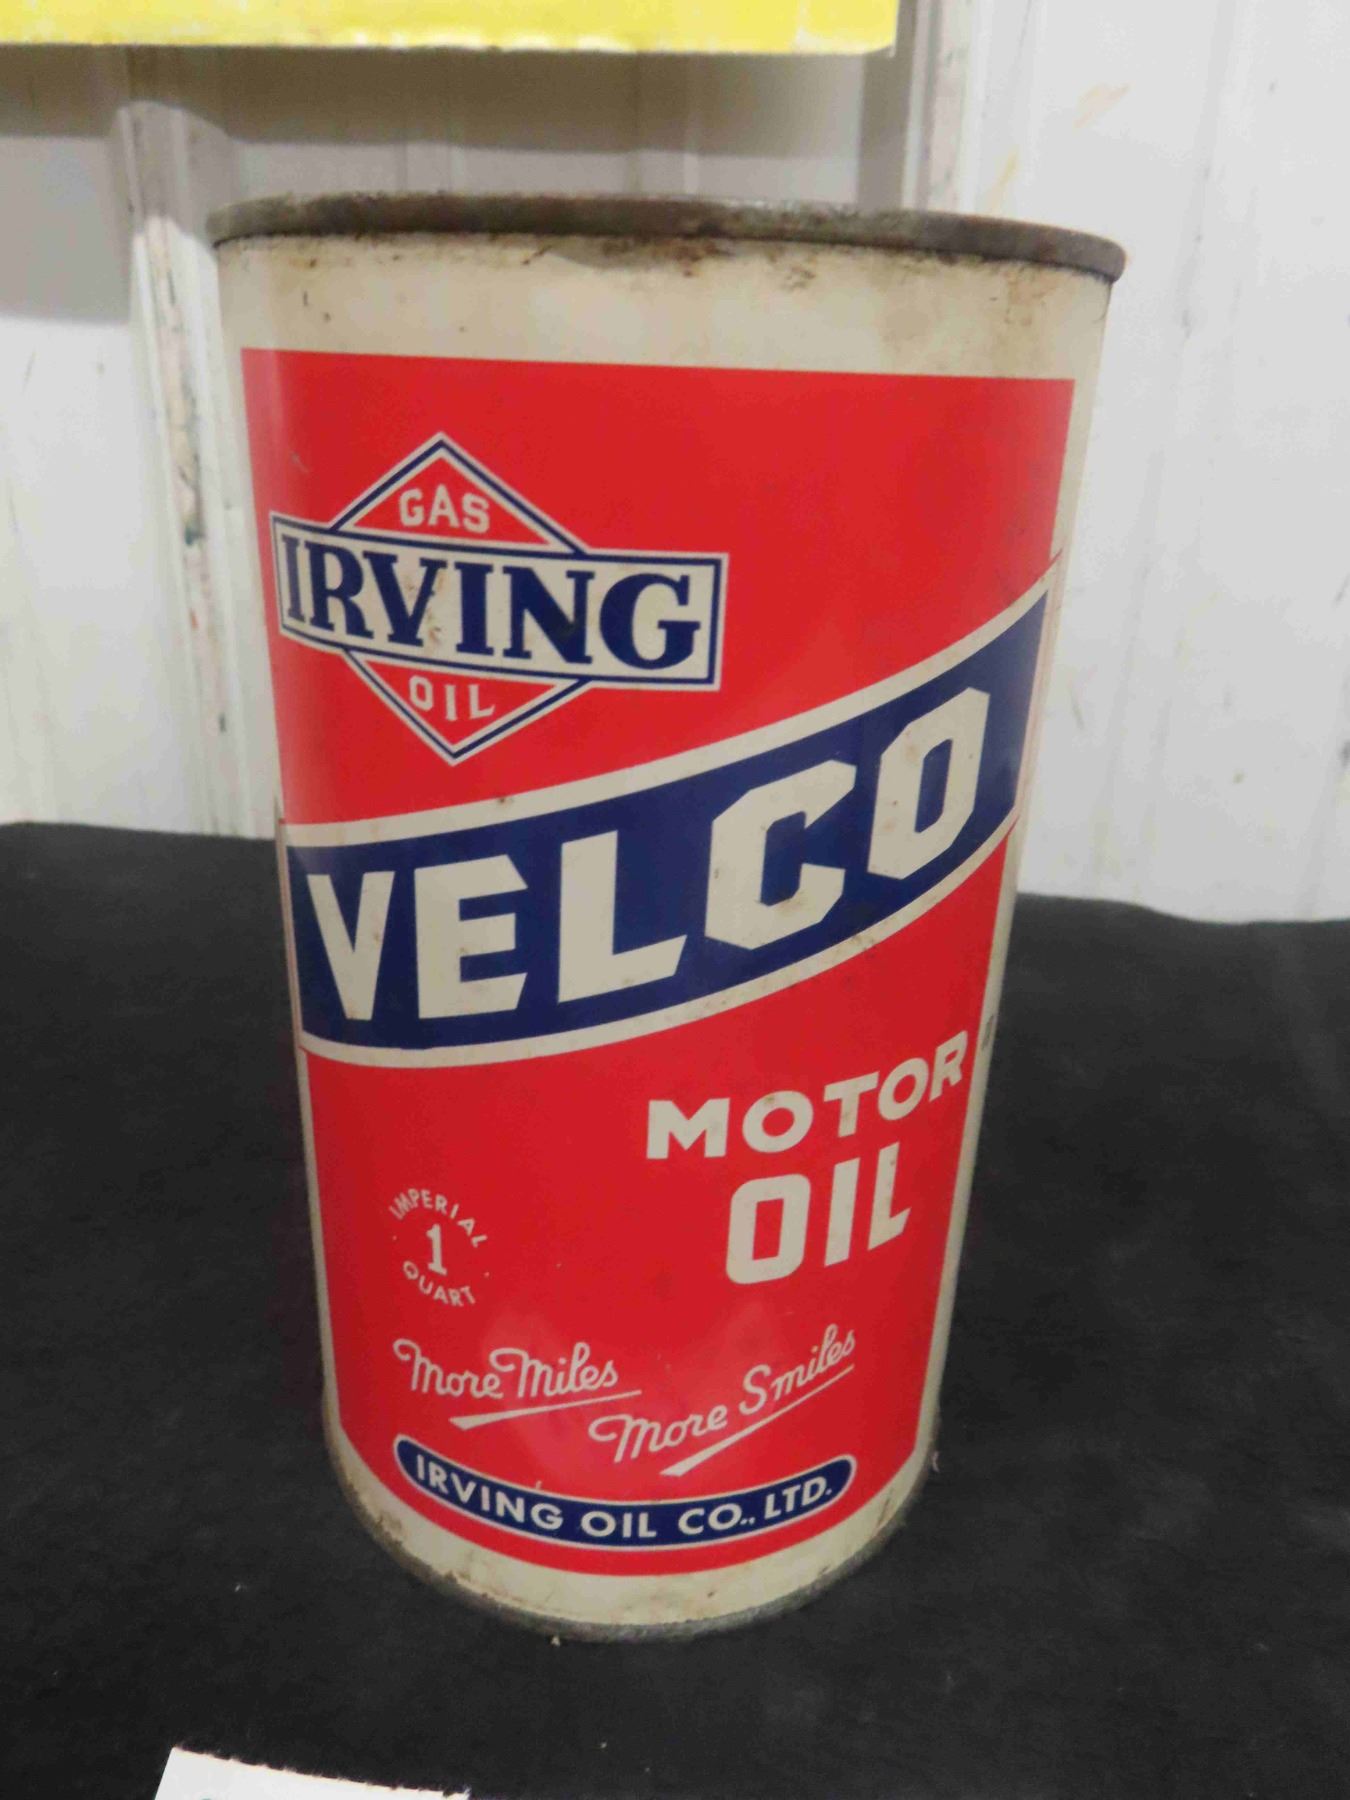 GAS
IRVING
OIL
VELCO
MOTOR
OIL
IMPERIAL
1
QUART
More Miles
More Smiles
IRVING OIL CO., LTD.